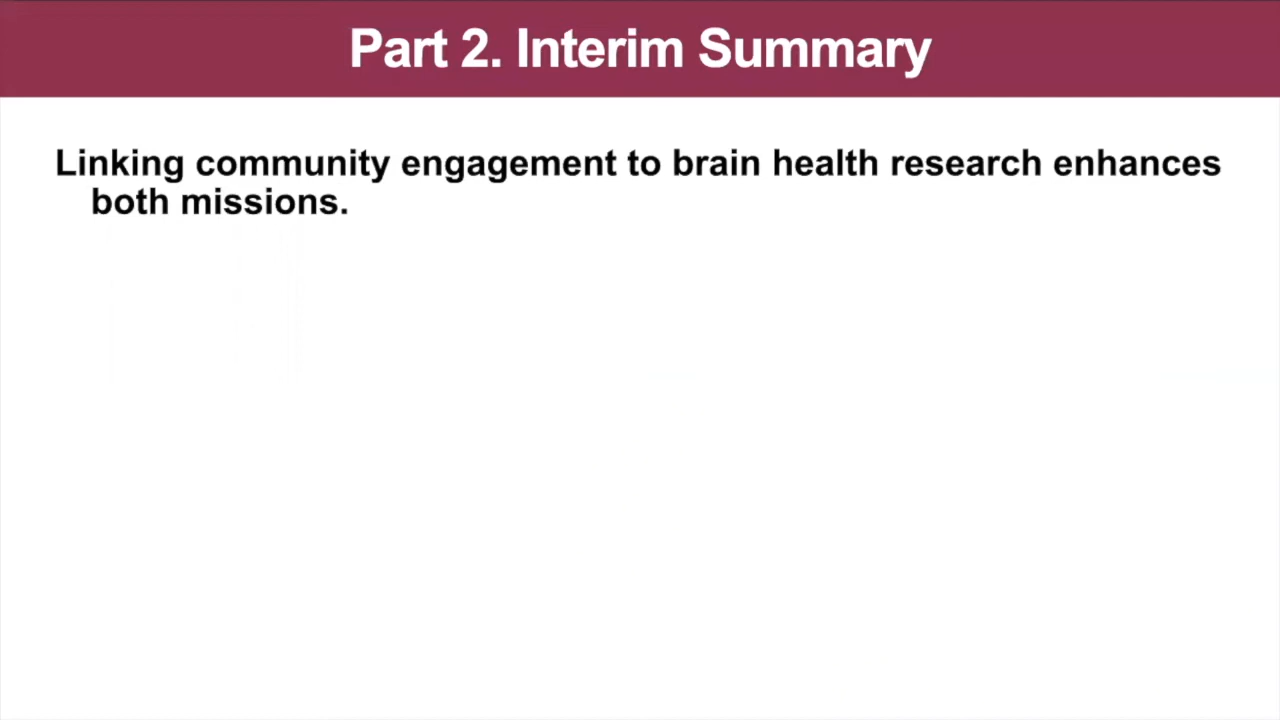 Part 2. Interim Summary
Linking community engagement to brain health research enhances
both missions.